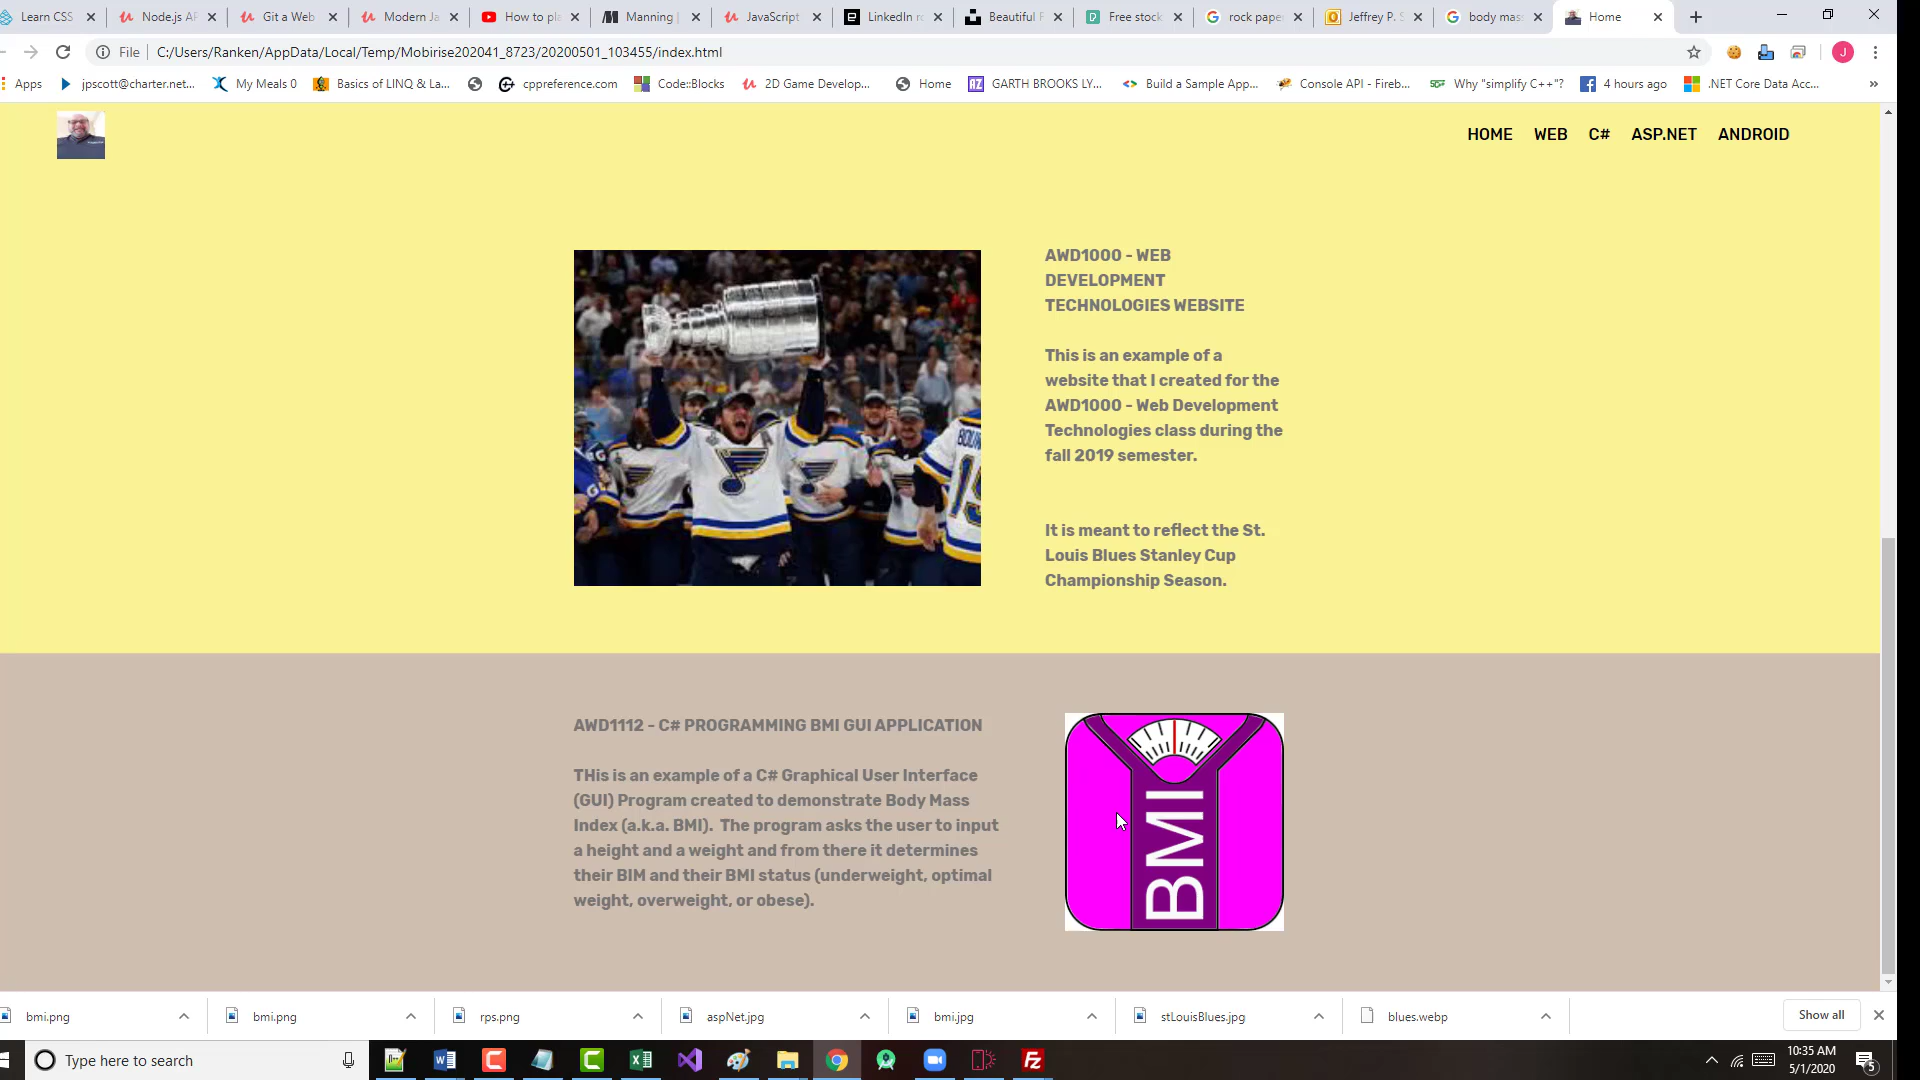 Learn CSS
Node.js AP
Git a Web
Modern Ja
How to pla
Manning |
JavaScript
LinkedIn ro
Beautiful F
Free stock
rock pape
Jeffrey P. S
body mas
Home
File
C:/Users/Ranken/AppData/Local/Temp/Mobirise202041_8723/20200501_103455/index.html
J
Apps
jpscott@charter.net...
My Meals 0
Basics of LINQ & La...
cppreference.com
Code::Blocks
2D Game Develop...
Home
GARTH BROOKS LY...
Build a Sample App...
Console API - Fireb...
Why "simplify C++"?
4 hours ago
.NET Core Data Acc...
»
HOME
WEB
C#
ASP.NET
ANDROID
AWD1000 - WEB
DEVELOPMENT
TECHNOLOGIES WEBSITE
This is an example of a
website that I created for the
AWD1000 - Web Development
Technologies class during the
fall 2019 semester.
It is meant to reflect the St.
Louis Blues Stanley Cup
Championship Season.
AWD1112 - C# PROGRAMMING BMI GUI APPLICATION
THis is an example of a C# Graphical User Interface
(GUI) Program created to demonstrate Body Mass
Index (a.k.a. BMI).  The program asks the user to input
a height and a weight and from there it determines
their BIM and their BMI status (underweight, optimal
weight, overweight, or obese).
BMI
bmi.png
bmi.png
rps.png
aspNet.jpg
bmi.jpg
stLouisBlues.jpg
blues.webp
Show all
Type here to search
10:35 AM
5/1/2020
5